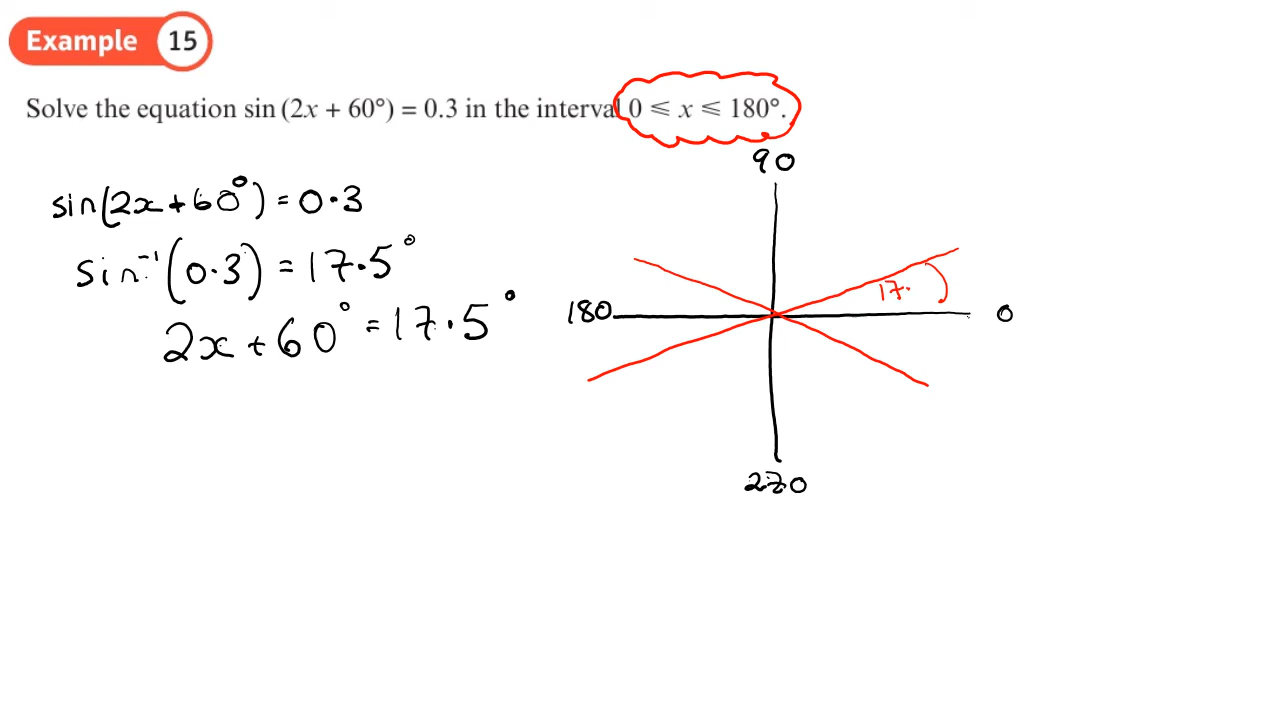 Example 15
Solve the equation sin (2x + 60°) = 0.3 in the interval 0 ⩽ x ⩽ 180°.
90
sin(2x+60°) = 0.3
sin⁻¹(0.3) = 17.5°
2x+60° = 17.5°
17.
180
0
270